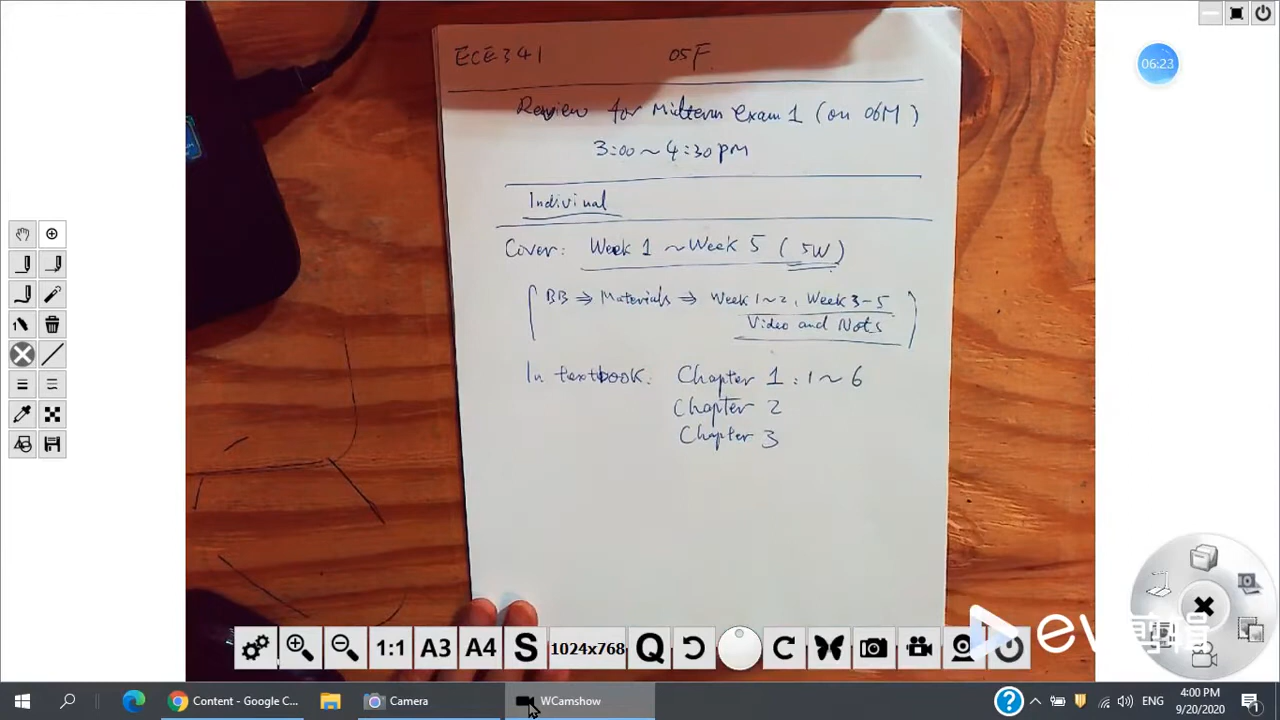 06:23
ECE341 05F
Review for Midterm exam 1 (on 06M)
3:00 ~ 4:30 pm
Indivinal
Cover: Week 1 ~ Week 5 (5W)
BB ⇒ Materials ⇒ Week 1~2, Week 3-5
Video and Nots
In textbook: Chapter 1 : 1 ~ 6
Chapter 2
Chapter 3
1:1 A3 A4 S 1024x768 Q
Content - Google C...
Camera
WCamshow
ENG
4:00 PM
9/20/2020